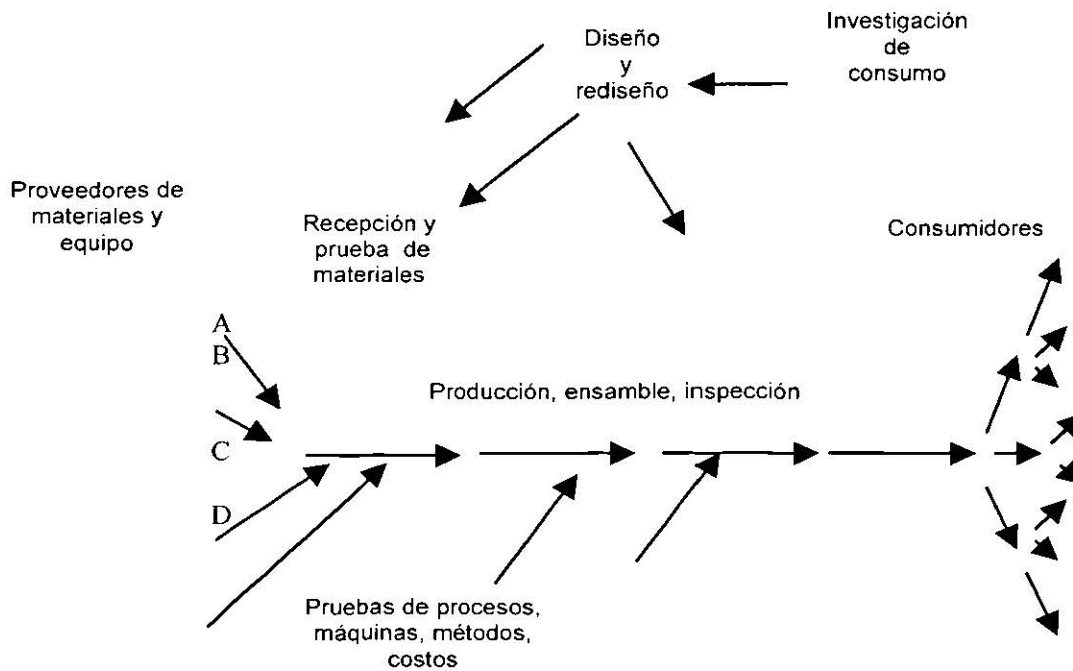 Diseño
y
rediseño
Investigación
de
consumo
Proveedores de
materiales y
equipo
Recepción y
prueba de
materiales
Consumidores
A
B
C
D
Producción, ensamble, inspección
Pruebas de procesos,
máquinas, métodos,
costos